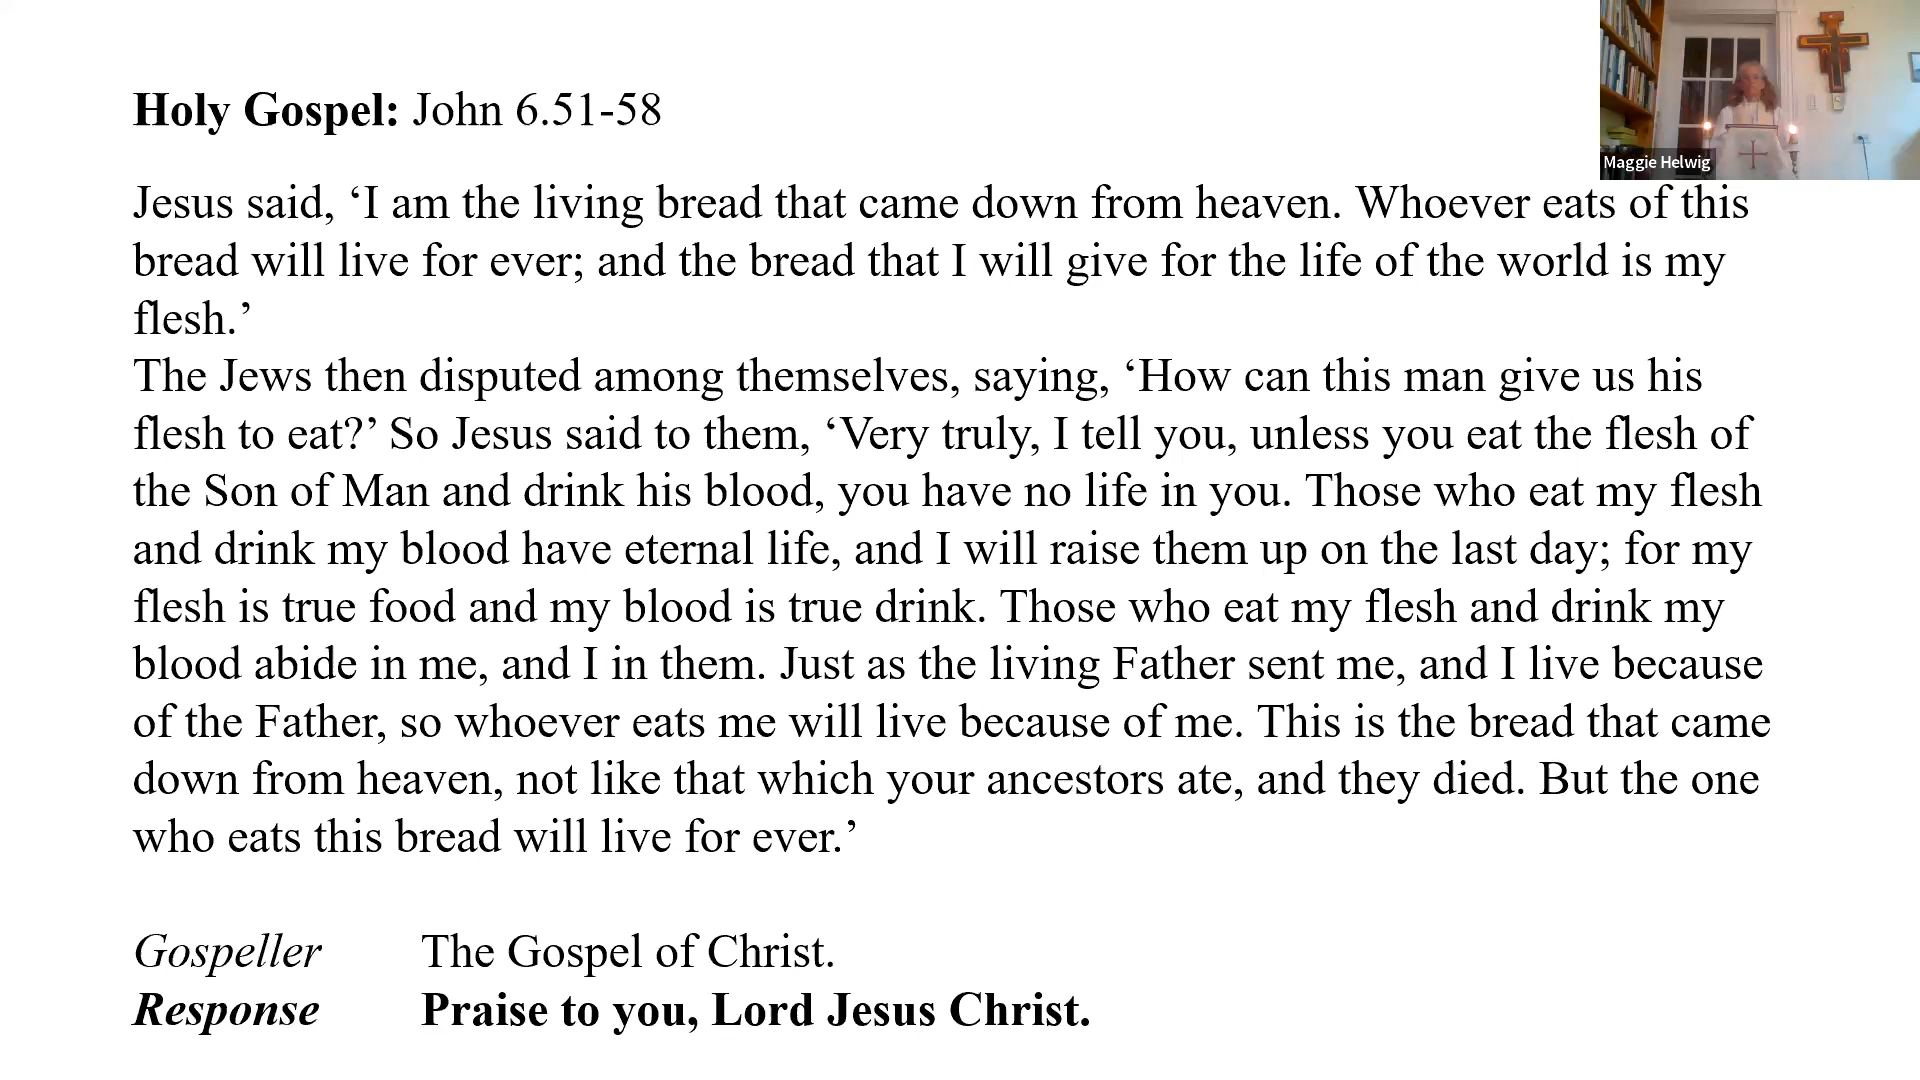 Holy Gospel: John 6.51-58
Maggie Helwig
Jesus said, ‘I am the living bread that came down from heaven. Whoever eats of this
bread will live for ever; and the bread that I will give for the life of the world is my
flesh.’
The Jews then disputed among themselves, saying, ‘How can this man give us his
flesh to eat?’ So Jesus said to them, ‘Very truly, I tell you, unless you eat the flesh of
the Son of Man and drink his blood, you have no life in you. Those who eat my flesh
and drink my blood have eternal life, and I will raise them up on the last day; for my
flesh is true food and my blood is true drink. Those who eat my flesh and drink my
blood abide in me, and I in them. Just as the living Father sent me, and I live because
of the Father, so whoever eats me will live because of me. This is the bread that came
down from heaven, not like that which your ancestors ate, and they died. But the one
who eats this bread will live for ever.’
Gospeller The Gospel of Christ.
Response Praise to you, Lord Jesus Christ.